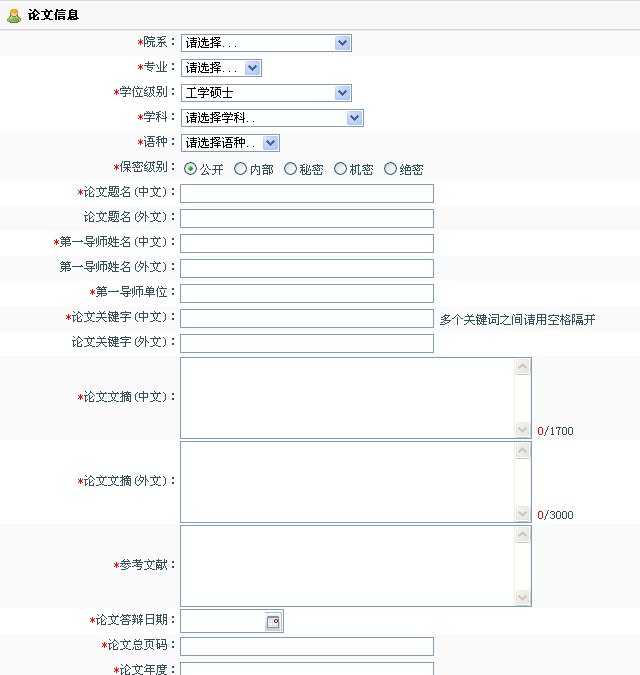 论文信息
*院系： 请选择...
*专业： 请选择...
*学位级别： 工学硕士
*学科： 请选择学科..
*语种： 请选择语种..
*保密级别： 公开 内部 秘密 机密 绝密
*论文题名(中文)：
论文题名(外文)：
*第一导师姓名(中文)：
第一导师姓名(外文)：
*第一导师单位：
*论文关键字(中文)： 多个关键词之间请用空格隔开
论文关键字(外文)：
*论文文摘(中文)： 0/1700
*论文文摘(外文)： 0/3000
*参考文献：
*论文答辩日期：
*论文总页码：
*论文年度：